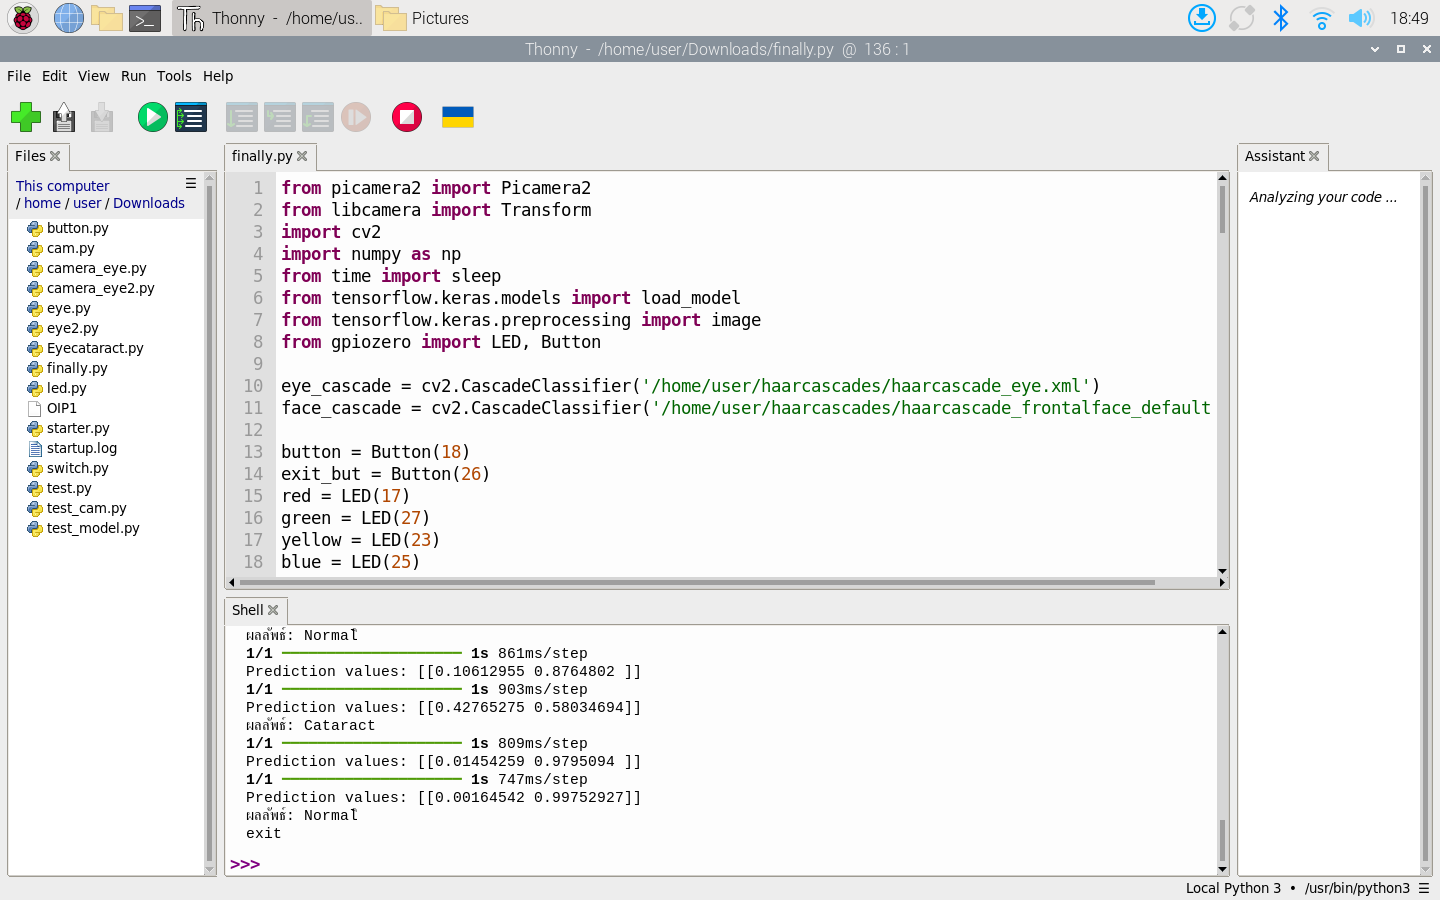 Thonny - /home/us..
Pictures
18:49
Thonny - /home/user/Downloads/finally.py @ 136 : 1
File Edit View Run Tools Help
Files
This computer
/ home / user / Downloads
button.py
cam.py
camera_eye.py
camera_eye2.py
eye.py
eye2.py
Eyecataract.py
finally.py
led.py
OIP1
starter.py
startup.log
switch.py
test.py
test_cam.py
test_model.py
finally.py
1 from picamera2 import Picamera2
2 from libcamera import Transform
3 import cv2
4 import numpy as np
5 from time import sleep
6 from tensorflow.keras.models import load_model
7 from tensorflow.keras.preprocessing import image
8 from gpiozero import LED, Button
9
10 eye_cascade = cv2.CascadeClassifier('/home/user/haarcascades/haarcascade_eye.xml')
11 face_cascade = cv2.CascadeClassifier('/home/user/haarcascades/haarcascade_frontalface_default
12
13 button = Button(18)
14 exit_but = Button(26)
15 red = LED(17)
16 green = LED(27)
17 yellow = LED(23)
18 blue = LED(25)
Shell
ผลลัพธ์: Normal
1/1 1s 861ms/step
Prediction values: [[0.10612955 0.8764802 ]]
1/1 1s 903ms/step
Prediction values: [[0.42765275 0.58034694]]
ผลลัพธ์: Cataract
1/1 1s 809ms/step
Prediction values: [[0.01454259 0.9795094 ]]
1/1 1s 747ms/step
Prediction values: [[0.00164542 0.99752927]]
ผลลัพธ์: Normal
exit
>>>
Assistant
Analyzing your code ...
Local Python 3 • /usr/bin/python3 ☰